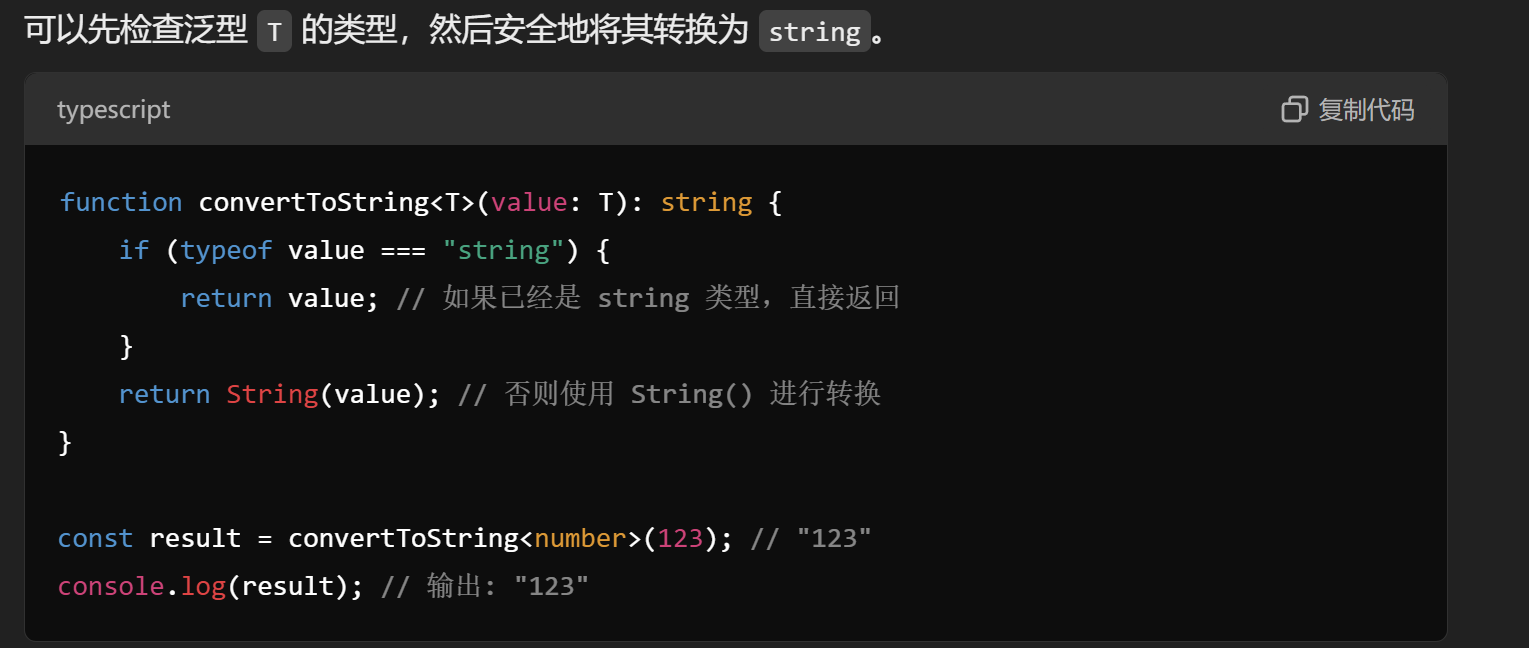 可以先检查泛型 T 的类型，然后安全地将其转换为 string 。
typescript
复制代码
function convertToString<T>(value: T): string {
    if (typeof value === "string") {
        return value; // 如果已经是 string 类型，直接返回
    }
    return String(value); // 否则使用 String() 进行转换
}
const result = convertToString<number>(123); // "123"
console.log(result); // 输出: "123"